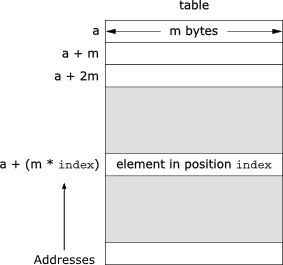 table
a m bytes
a + m
a + 2m
a + (m * index) element in position index
Addresses